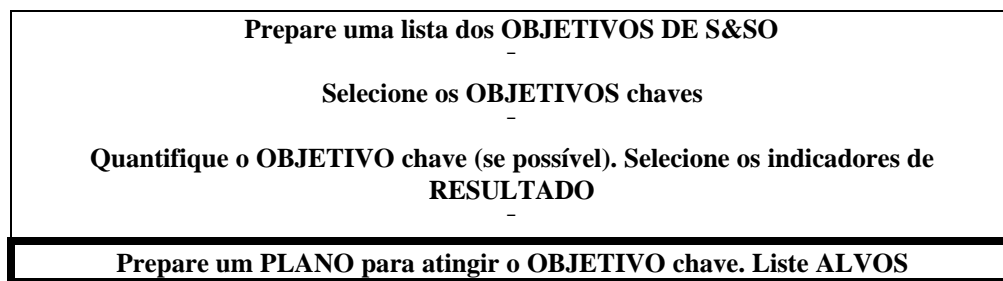 Prepare uma lista dos OBJETIVOS DE S&SO
–
Selecione os OBJETIVOS chaves
–
Quantifique o OBJETIVO chave (se possível). Selecione os indicadores de
RESULTADO
–
Prepare um PLANO para atingir o OBJETIVO chave. Liste ALVOS